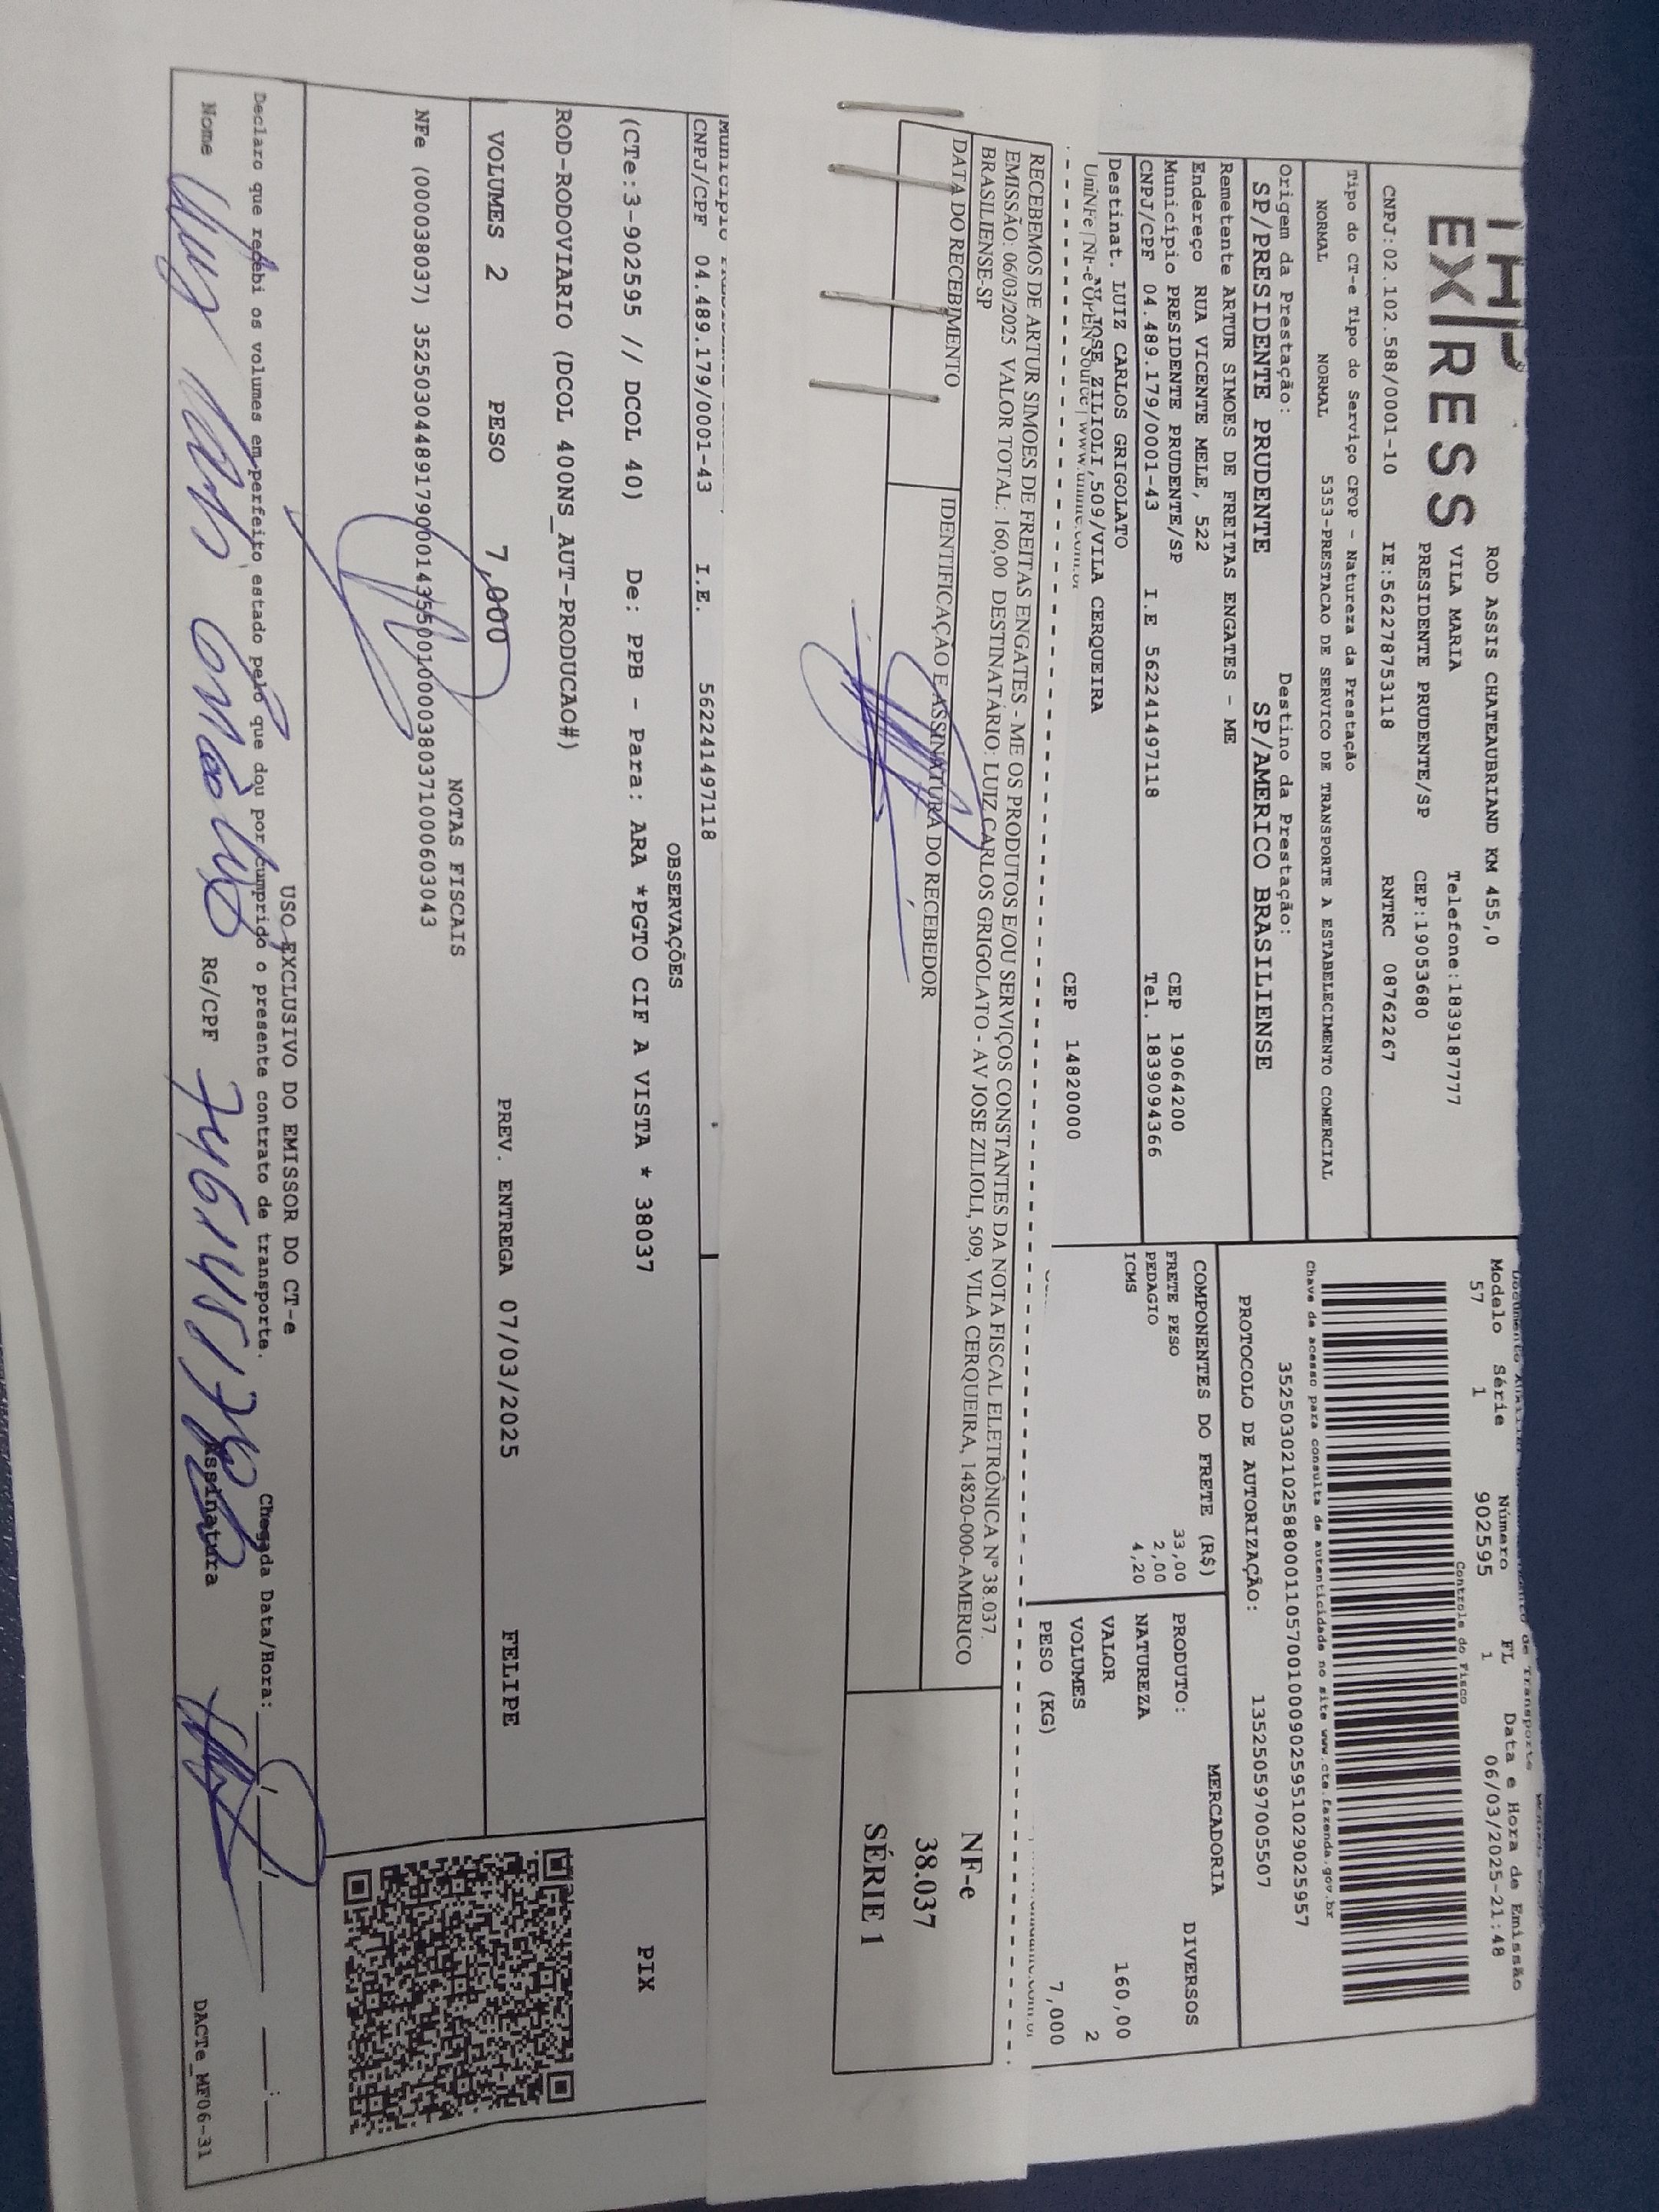 THP
EXPRESS
ROD ASSIS CHATEAUBRIAND KM 455,0
VILA MARIA Telefone:1839187777
PRESIDENTE PRUDENTE/SP CEP:19053680
CNPJ:02.102.588/0001-10 IE:562278753118 RNTRC 08762267
Tipo do CT-e Tipo do Serviço CFOP - Natureza da Prestação
NORMAL NORMAL 5353-PRESTACAO DE SERVICO DE TRANSPORTE A ESTABELECIMENTO COMERCIAL
Origem da Prestação: Destino da Prestação:
SP/PRESIDENTE PRUDENTE SP/AMERICO BRASILIENSE
Modelo Série Número FL Data e Hora de Emissão
57 1 902595 1 06/03/2025-21:48
Controle do Fisco
Chave de acesso para consulta de autenticidade no site www.cte.fazenda.gov.br
35250302102588000110570010009025951029025957
PROTOCOLO DE AUTORIZAÇÃO: 135250597005507
Remetente ARTUR SIMOES DE FREITAS ENGATES - ME
Endereço RUA VICENTE MELE, 522
Município PRESIDENTE PRUDENTE/SP CEP 19064200
CNPJ/CPF 04.489.179/0001-43 I.E 562241497118 Tel. 1839094366
Destinat. LUIZ CARLOS GRIGOLATO
AV JOSE ZILIOLI,509/VILA CERQUEIRA
CEP 14820000
COMPONENTES DO FRETE (R$)
FRETE PESO 33,00
PEDAGIO 2,00
ICMS 4,20
MERCADORIA
PRODUTO: DIVERSOS
NATUREZA
VALOR 160,00
VOLUMES 2
PESO (KG) 7,000
RECEBEMOS DE ARTUR SIMOES DE FREITAS ENGATES - ME OS PRODUTOS E/OU SERVIÇOS CONSTANTES DA NOTA FISCAL ELETRÔNICA Nº 38.037.
EMISSÃO: 06/03/2025 VALOR TOTAL: 160,00 DESTINATÁRIO: LUIZ CARLOS GRIGOLATO - AV JOSE ZILIOLI, 509, VILA CERQUEIRA, 14820-000-AMERICO
BRASILIENSE-SP
DATA DO RECEBIMENTO IDENTIFICAÇÃO E ASSINATURA DO RECEBEDOR
NF-e
38.037
SÉRIE 1
CNPJ/CPF 04.489.179/0001-43 I.E. 562241497118
OBSERVAÇÕES
(CTe:3-902595 // DCOL 40) De: PPB - Para: ARA *PGTO CIF A VISTA * 38037
ROD-RODOVIARIO (DCOL 400NS_AUT-PRODUCAO#)
PIX
VOLUMES 2 PESO 7,000 PREV. ENTREGA 07/03/2025 FELIPE
NOTAS FISCAIS
NFe (000038037) 35250304489179000143550010000380371000603043
USO EXCLUSIVO DO EMISSOR DO CT-e
Declaro que recebi os volumes em perfeito estado pelo que dou por cumprido o presente contrato de transporte. Chegada Data/Hora: / / :
Nome RG/CPF Assinatura
DACTe_MF06-31